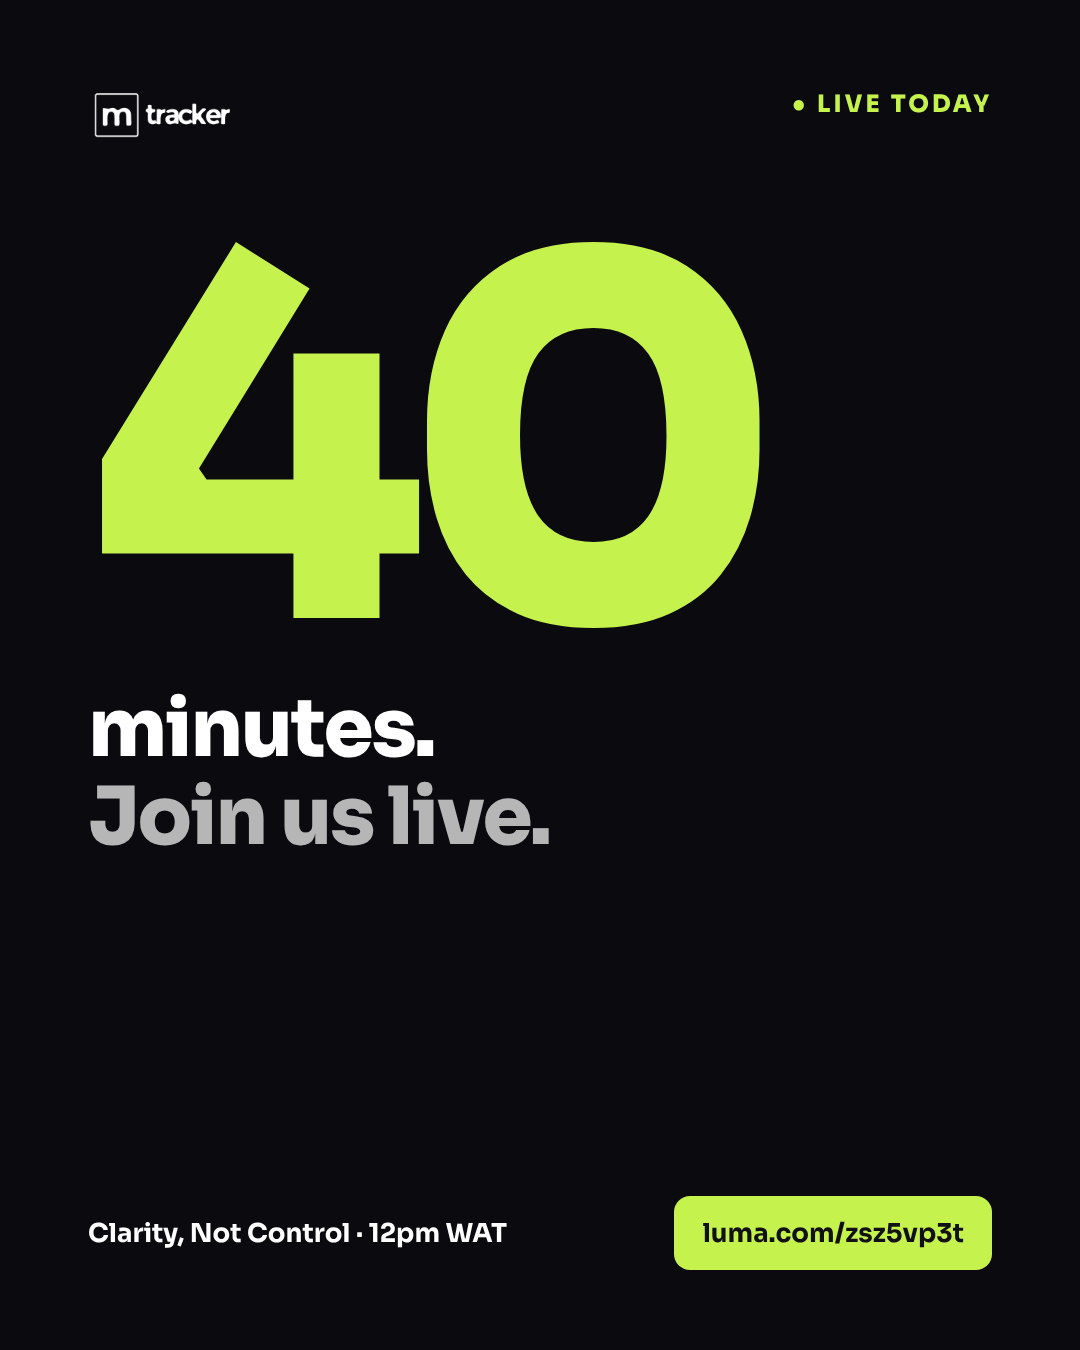 m tracker
• LIVE TODAY
40
minutes.
Join us live.
Clarity, Not Control · 12pm WAT
luma.com/zsz5vp3t